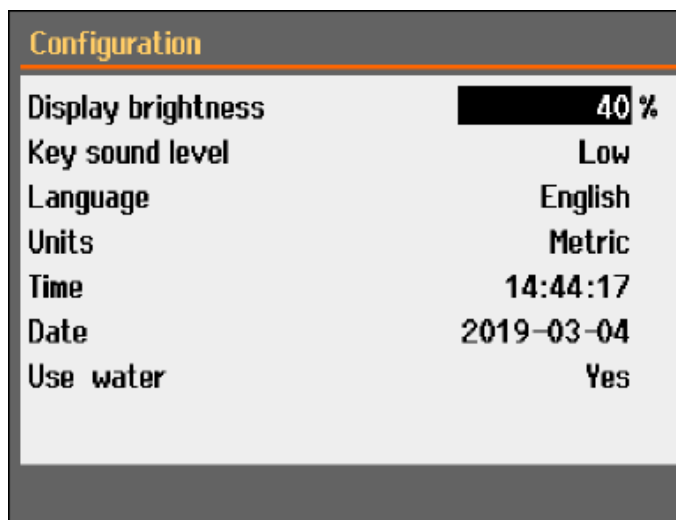 Configuration
Display brightness 40 %
Key sound level Low
Language English
Units Metric
Time 14:44:17
Date 2019-03-04
Use water Yes